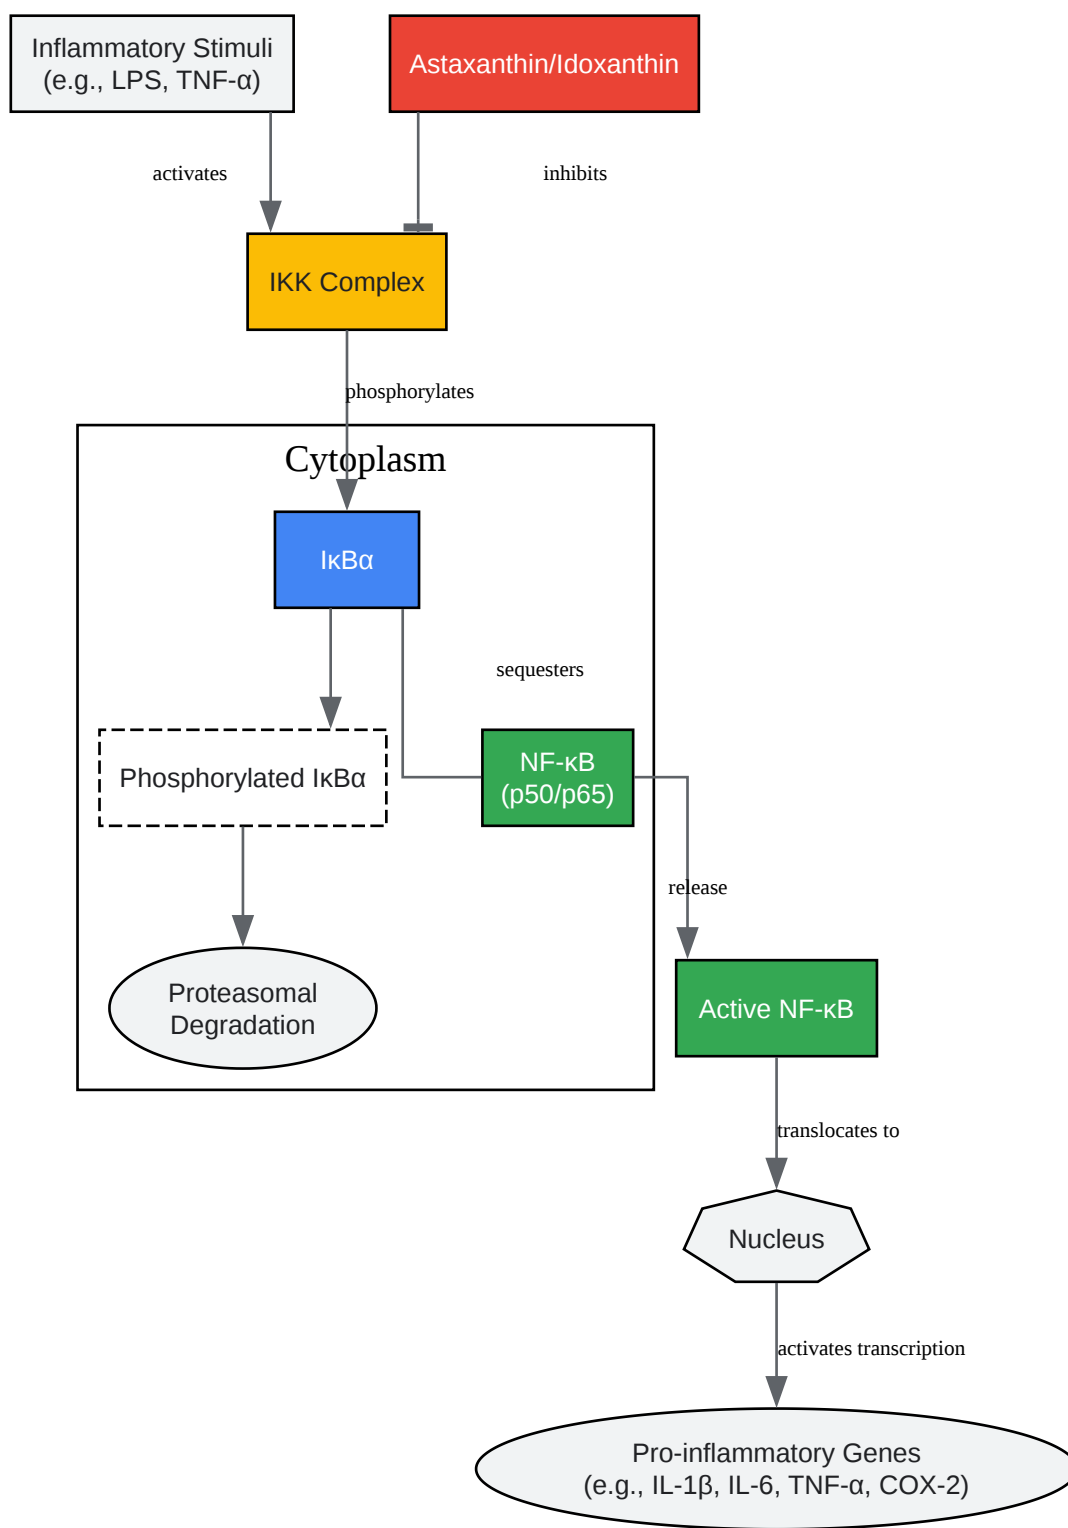 Inflammatory Stimuli
(e.g., LPS, TNF-α)
Astaxanthin/Idoxanthin
activates
inhibits
IKK Complex
phosphorylates
Cytoplasm
IκBα
sequesters
Phosphorylated IκBα
NF-κB
(p50/p65)
release
Proteasomal
Degradation
Active NF-κB
translocates to
Nucleus
activates transcription
Pro-inflammatory Genes
(e.g., IL-1β, IL-6, TNF-α, COX-2)